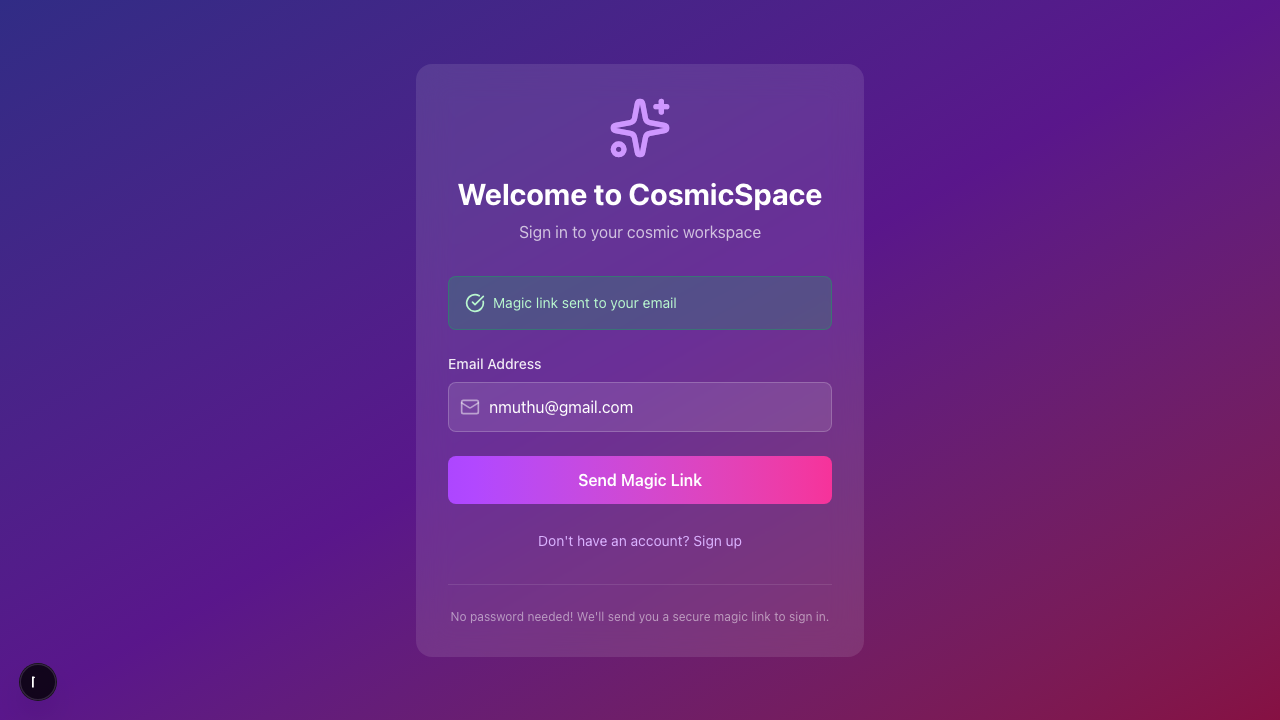 Welcome to CosmicSpace
Sign in to your cosmic workspace
Magic link sent to your email
Email Address
nmuthu@gmail.com
Send Magic Link
Don't have an account? Sign up
No password needed! We'll send you a secure magic link to sign in.